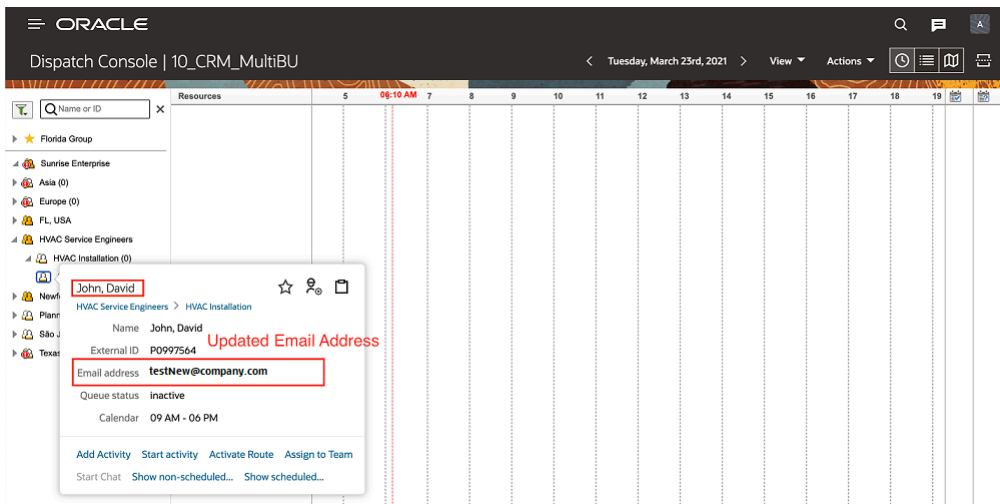 ORACLE
A
Dispatch Console | 10_CRM_MultiBU
Tuesday, March 23rd, 2021
View
Actions
Name or ID
Resources
5 06:10 AM 7 8 9 10 11 12 13 14 15 16 17 18 19
Florida Group
Sunrise Enterprise
Asia (0)
Europe (0)
FL, USA
HVAC Service Engineers
HVAC Installation (0)
Newf
Plann
São J
Texas
John, David
HVAC Service Engineers > HVAC Installation
Name John, David
Updated Email Address
External ID P0997564
Email address testNew@company.com
Queue status inactive
Calendar 09 AM - 06 PM
Add Activity Start activity Activate Route Assign to Team
Start Chat Show non-scheduled... Show scheduled...